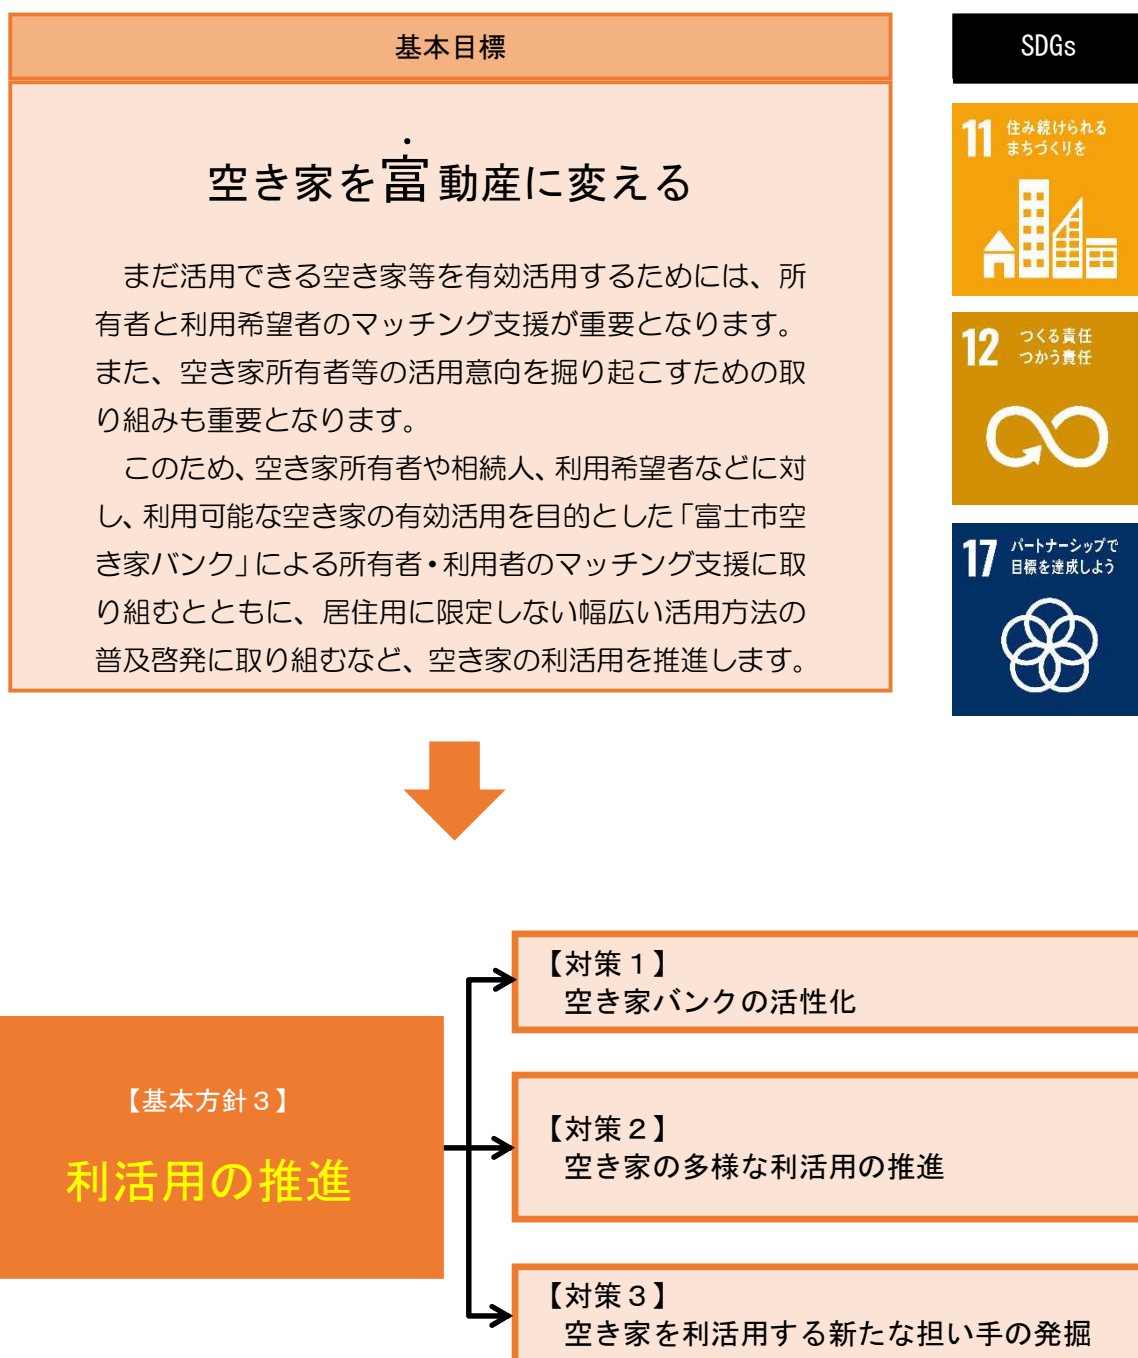 基本目標
空き家を富動産に変える
まだ活用できる空き家等を有効活用するためには、所
有者と利用希望者のマッチング支援が重要となります。
また、空き家所有者等の活用意向を掘り起こすための取
り組みも重要となります。
このため、空き家所有者や相続人、利用希望者などに対
し、利用可能な空き家の有効活用を目的とした「富士市空
き家バンク」による所有者・利用者のマッチング支援に取
り組むとともに、居住用に限定しない幅広い活用方法の
普及啓発に取り組むなど、空き家の利活用を推進します。
SDGs
11 住み続けられる
まちづくりを
12 つくる責任
つかう責任
17 パートナーシップで
目標を達成しよう
【基本方針３】
利活用の推進
【対策１】
空き家バンクの活性化
【対策２】
空き家の多様な利活用の推進
【対策３】
空き家を利活用する新たな担い手の発掘